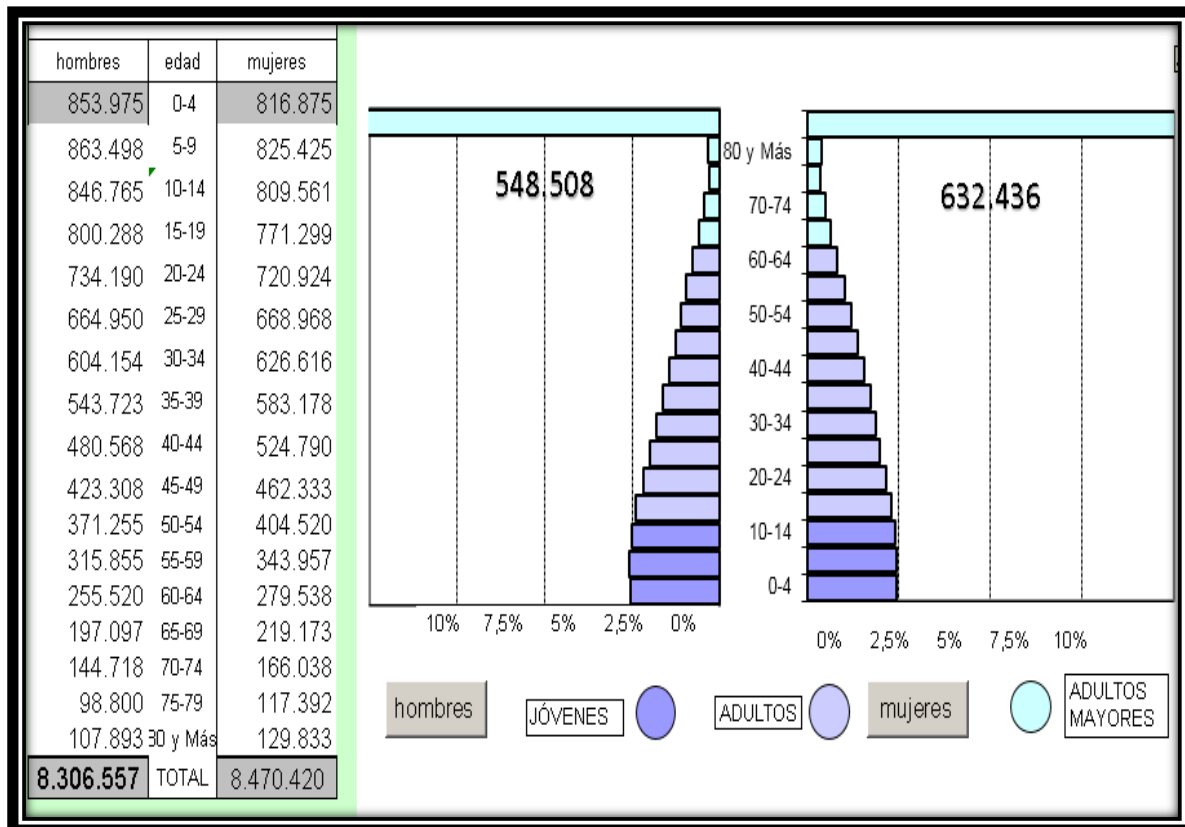 hombres edad mujeres
853.975 0-4 816.875
863.498 5-9 825.425
846.765 10-14 809.561
800.288 15-19 771.299
734.190 20-24 720.924
664.950 25-29 668.968
604.154 30-34 626.616
543.723 35-39 583.178
480.568 40-44 524.790
423.308 45-49 462.333
371.255 50-54 404.520
315.855 55-59 343.957
255.520 60-64 279.538
197.097 65-69 219.173
144.718 70-74 166.038
98.800 75-79 117.392
107.893 80 y Más 129.833
8.306.557 TOTAL 8.470.420
548.508
80 y Más
70-74
60-64
50-54
40-44
30-34
20-24
10-14
0-4
632.436
10% 7,5% 5% 2,5% 0%
0% 2,5% 5% 7,5% 10%
hombres
JÓVENES
ADULTOS
mujeres
ADULTOS
MAYORES